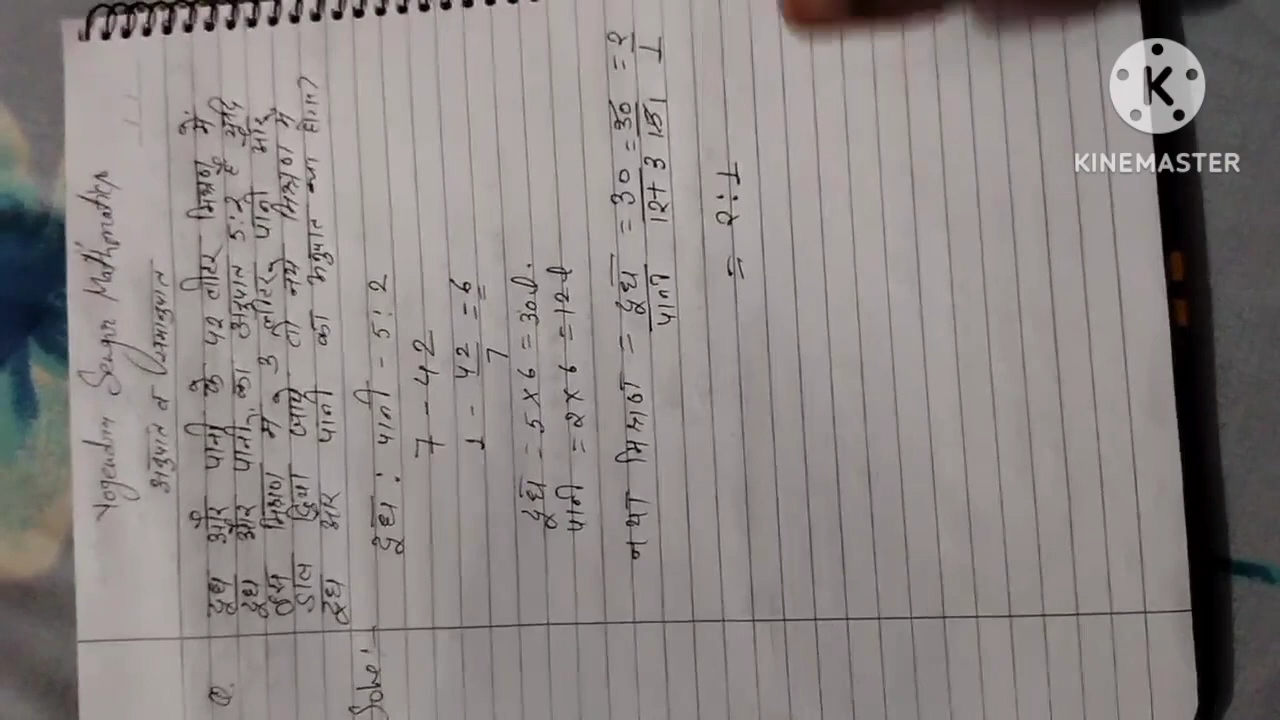 Yogendra Sengar Mathematics
अनुपात व समानुपात
Q. दूध और पानी के 42 लीटर मिश्रण में
दूध और पानी का अनुपात 5:2 है यदि
इस मिश्रण में 3 लीटर पानी और
डाल दिया जाये तो नये मिश्रण में
दूध और पानी का अनुपात क्या होगा?
Solve:- दूध : पानी - 5:2
7 - 42
1 - 42/7 = 6
दूध = 5 x 6 = 30 l.
पानी = 2 x 6 = 12 l
नया मिश्रण = दूध/पानी = 30/12+3 = 30/15 = 2/1
= 2:1
KINEMASTER